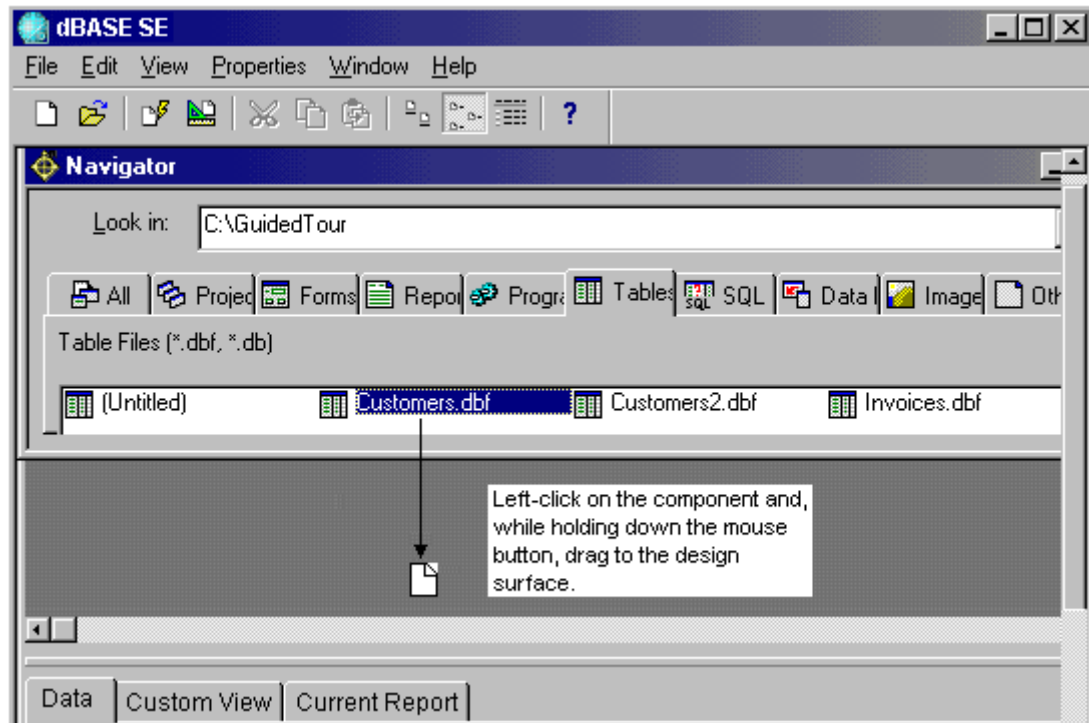 dBASE SE
File Edit View Properties Window Help
?
Navigator
Look in: C:\GuidedTour
All Projec Forms Repor Progra Tables SQL SQL Data Image Oth
Table Files (*.dbf, *.db)
(Untitled) Customers.dbf Customers2.dbf Invoices.dbf
Left-click on the component and,
while holding down the mouse
button, drag to the design
surface.
Data Custom View Current Report